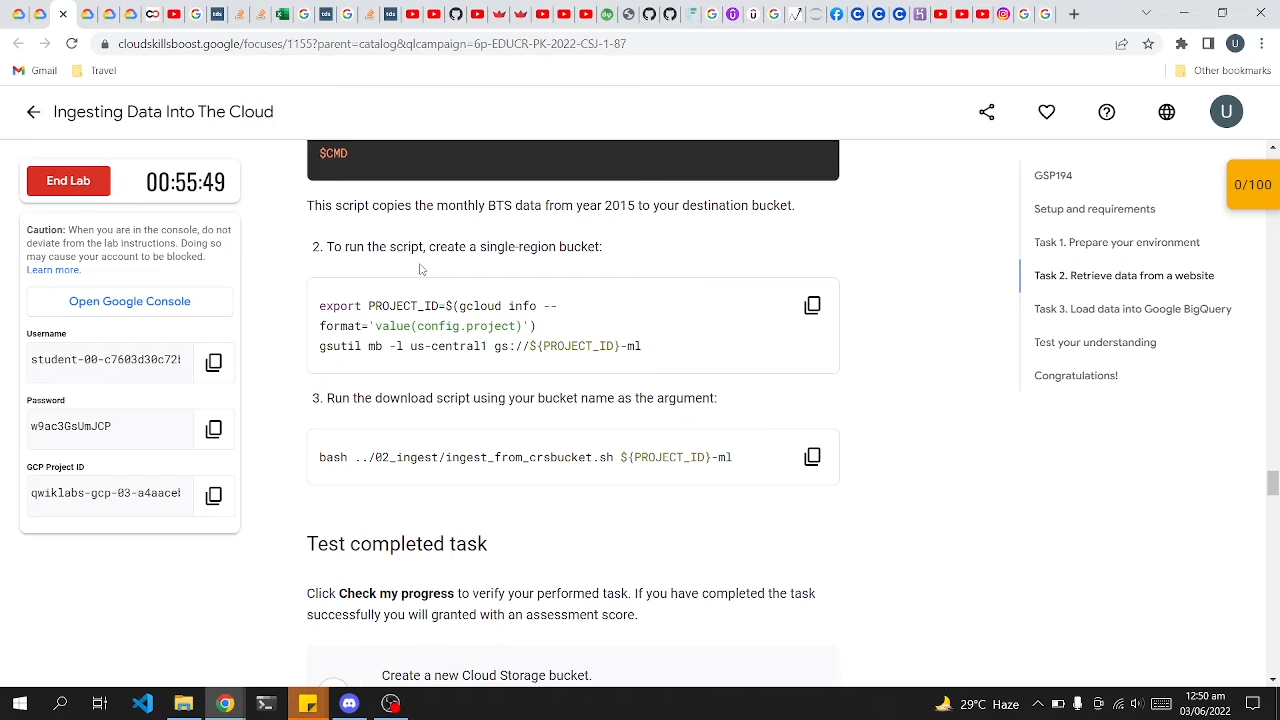 cloudskillsboost.google/focuses/1155?parent=catalog&qlcampaign=6p-EDUCR-PK-2022-CSJ-1-87
Gmail
Travel
Other bookmarks
Ingesting Data Into The Cloud
U
End Lab
00:55:49
Caution: When you are in the console, do not
deviate from the lab instructions. Doing so
may cause your account to be blocked.
Learn more.
Open Google Console
Username
student-00-c7603d30c72b
Password
w9ac3GsUmJCP
GCP Project ID
qwiklabs-gcp-03-a4aaceb
$CMD
This script copies the monthly BTS data from year 2015 to your destination bucket.
2. To run the script, create a single-region bucket:
export PROJECT_ID=$(gcloud info --
format='value(config.project)')
gsutil mb -l us-central1 gs://${PROJECT_ID}-ml
3. Run the download script using your bucket name as the argument:
bash ../02_ingest/ingest_from_crsbucket.sh ${PROJECT_ID}-ml
Test completed task
Click Check my progress to verify your performed task. If you have completed the task
successfully you will granted with an assessment score.
Create a new Cloud Storage bucket.
GSP194
Setup and requirements
Task 1. Prepare your environment
Task 2. Retrieve data from a website
Task 3. Load data into Google BigQuery
Test your understanding
Congratulations!
0/100
29°C Haze
12:50 am
03/06/2022